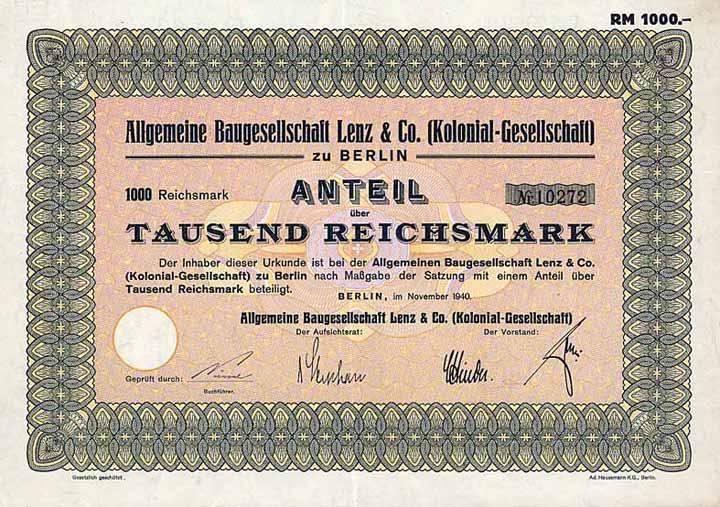 RM 1000.–
Allgemeine Baugesellschaft Lenz & Co. (Kolonial-Gesellschaft)
zu BERLIN
1000 Reichsmark ANTEIL Nr. 10272
über
TAUSEND REICHSMARK
Der Inhaber dieser Urkunde ist bei der Allgemeinen Baugesellschaft Lenz & Co.
(Kolonial-Gesellschaft) zu Berlin nach Maßgabe der Satzung mit einem Anteil über
Tausend Reichsmark beteiligt.
BERLIN, im November 1940.
Allgemeine Baugesellschaft Lenz & Co. (Kolonial-Gesellschaft)
Der Aufsichtsrat: Der Vorstand:
Geprüft durch:
Buchführer.
Gesetzlich geschützt. Ad. Hausmann K.G., Berlin.